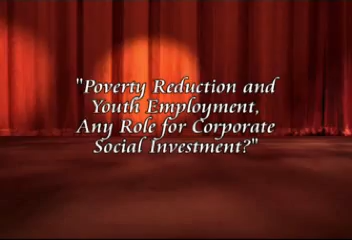 "Poverty Reduction and
Youth Employment,
Any Role for Corporate
Social Investment?"